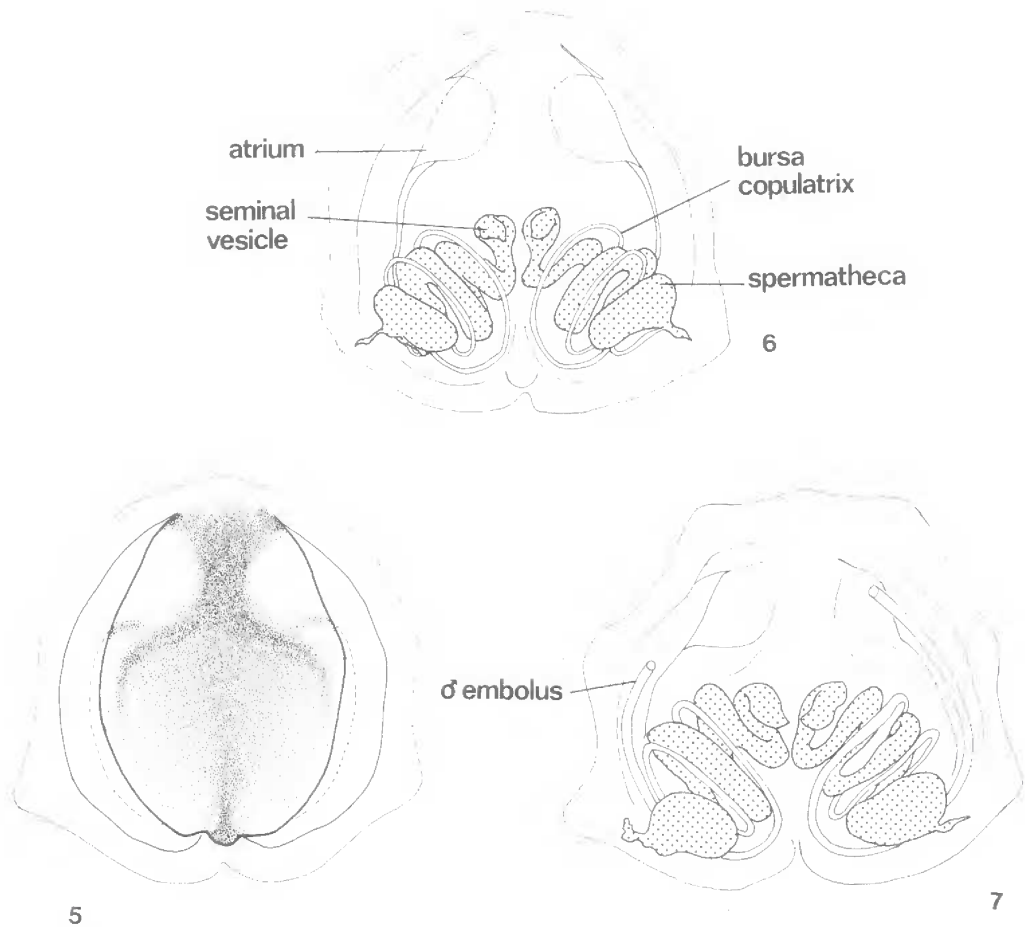 atrium
seminal
vesicle
bursa
copulatrix
spermatheca
6
♂ embolus
5
7